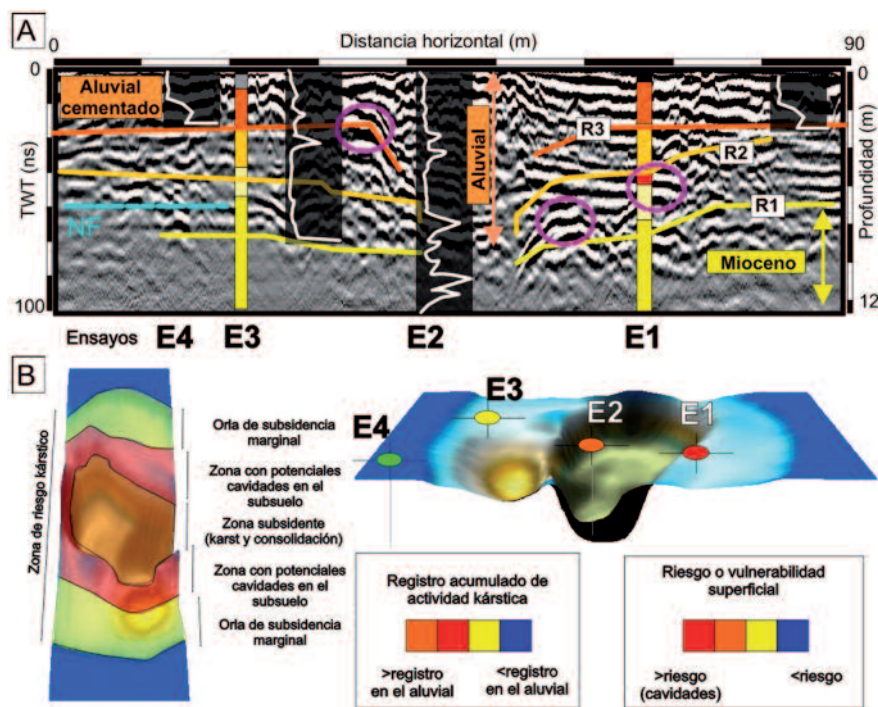 A
0
Distancia horizontal (m)
90
0
Aluvial
cementado
TWT (ns)
NF
100
Aluvial
R3
R2
R1
Mioceno
0
Profundidad (m)
12
Ensayos
E4
E3
E2
E1
B
Zona de riesgo kárstico
Orla de subsidencia
marginal
Zona con potenciales
cavidades en el
subsuelo
Zona subsidente
(karst y consolidación)
Zona con potenciales
cavidades en el
subsuelo
Orla de subsidencia
marginal
E4
E3
E2
E1
Registro acumulado de
actividad kárstica
>registro
en el aluvial
<registro
en el aluvial
Riesgo o vulnerabilidad
superficial
>riesgo
(cavidades)
<riesgo